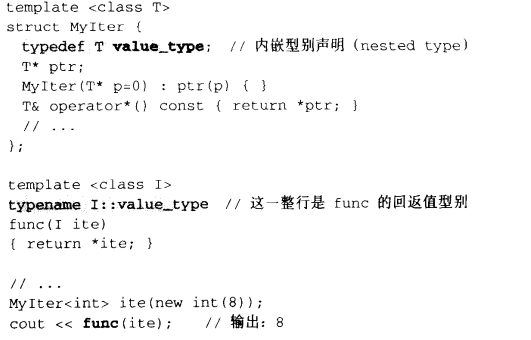 template <class T>
struct MyIter {
typedef T value_type; // 内嵌型别声明 (nested type)
T* ptr;
MyIter(T* p=0) : ptr(p) { }
T& operator*() const { return *ptr; }
// ...
};
template <class I>
typename I::value_type // 这一整行是 func 的回返值型别
func(I ite)
{ return *ite; }
// ...
MyIter<int> ite(new int(8));
cout << func(ite); // 输出: 8